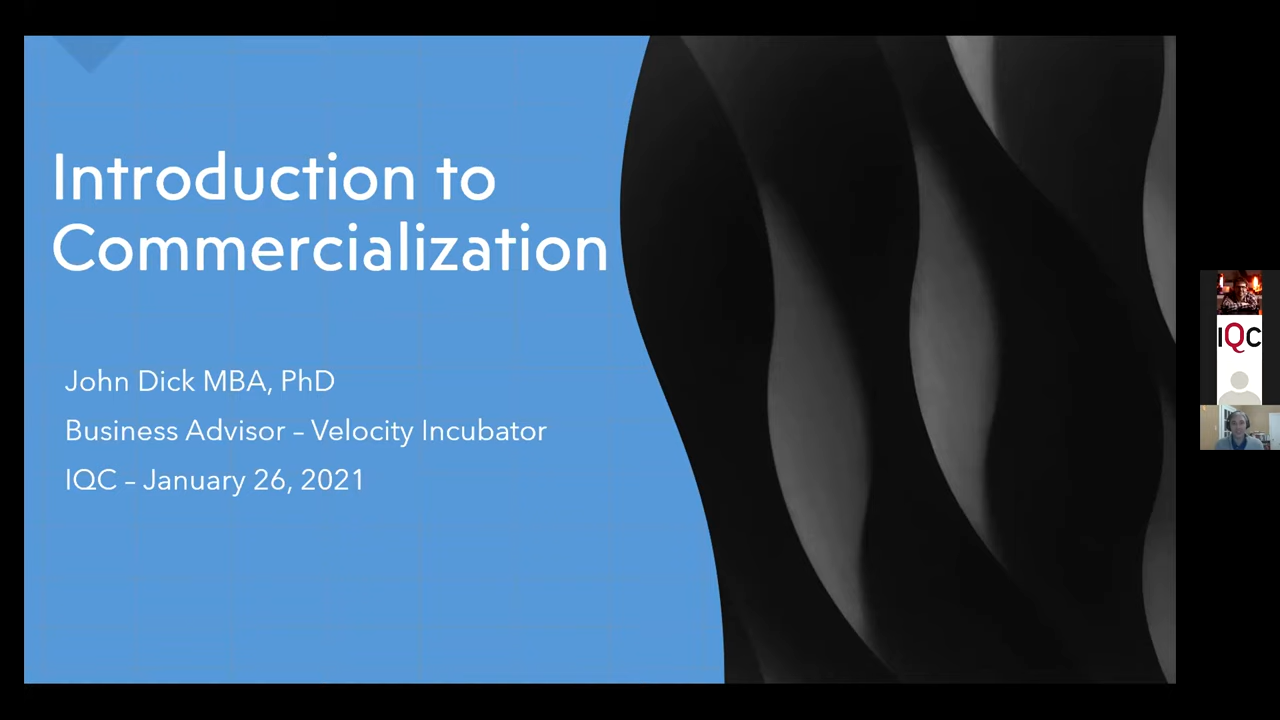 Introduction to
Commercialization
John Dick MBA, PhD
Business Advisor – Velocity Incubator
IQC – January 26, 2021
IQC